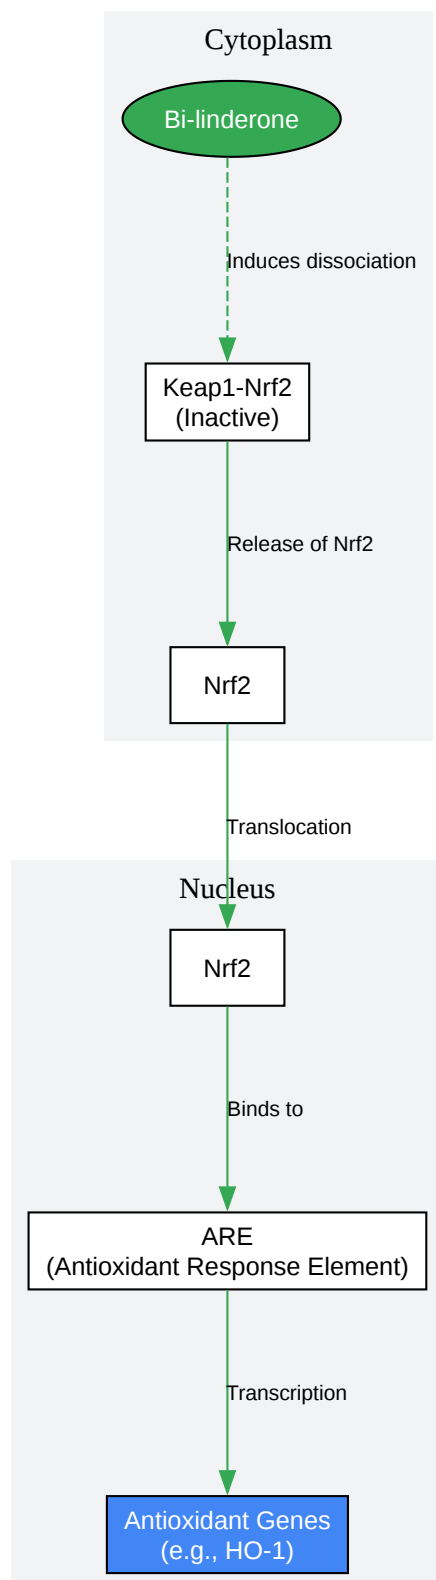 Cytoplasm
Bi-linderone
Induces dissociation
Keap1-Nrf2
(Inactive)
Release of Nrf2
Nrf2
Translocation
Nucleus
Nrf2
Binds to
ARE
(Antioxidant Response Element)
Transcription
Antioxidant Genes
(e.g., HO-1)